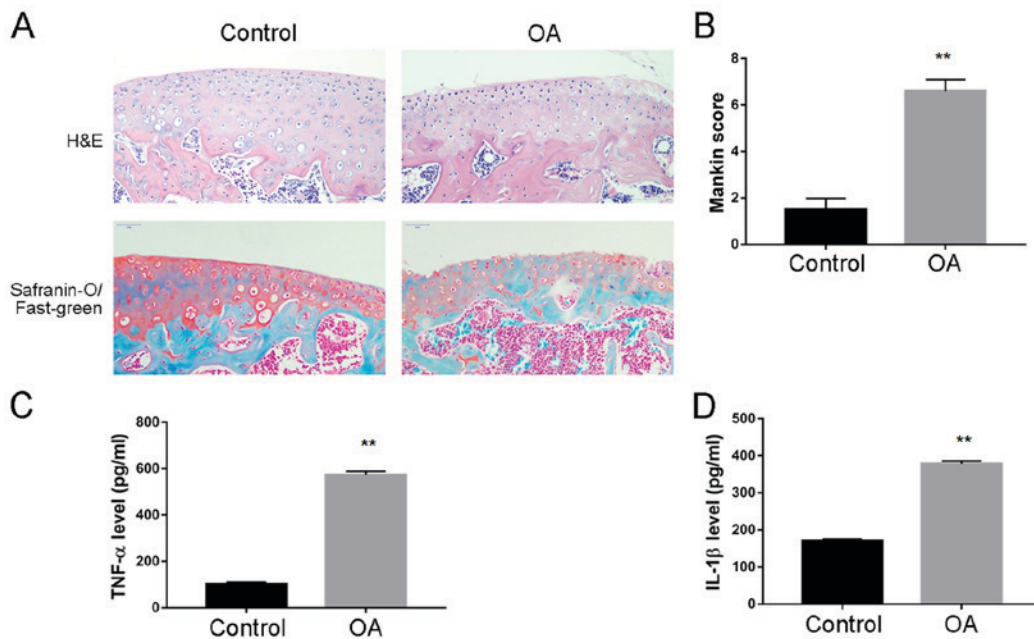 A
Control
OA
H&E
Safranin-O/
Fast-green
B
Mankin score
8
6
4
2
0
**
Control
OA
C
TNF-α level (pg/ml)
800
600
400
200
0
**
Control
OA
D
IL-1β level (pg/ml)
500
400
300
200
100
0
**
Control
OA